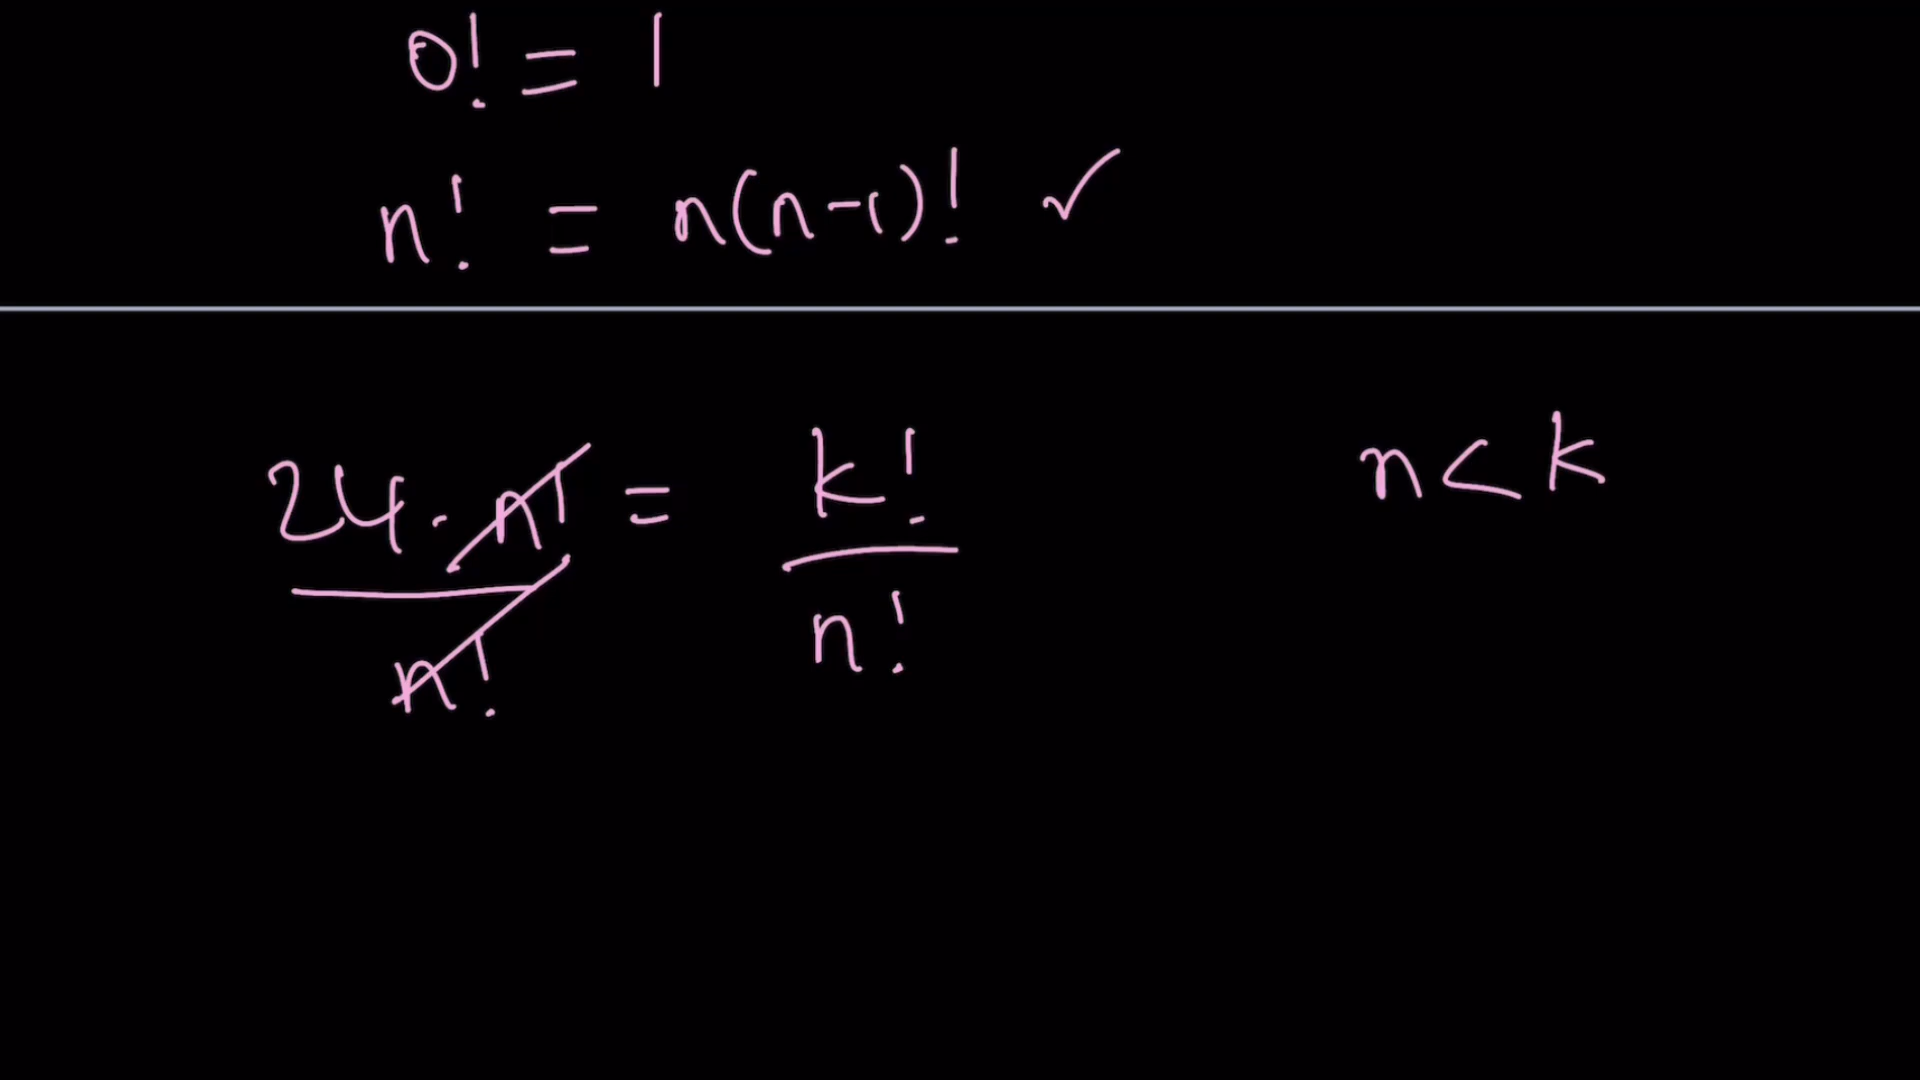 0! = 1
n! = n(n-1)! ✓
24 · n! = k! n < k
n! n!